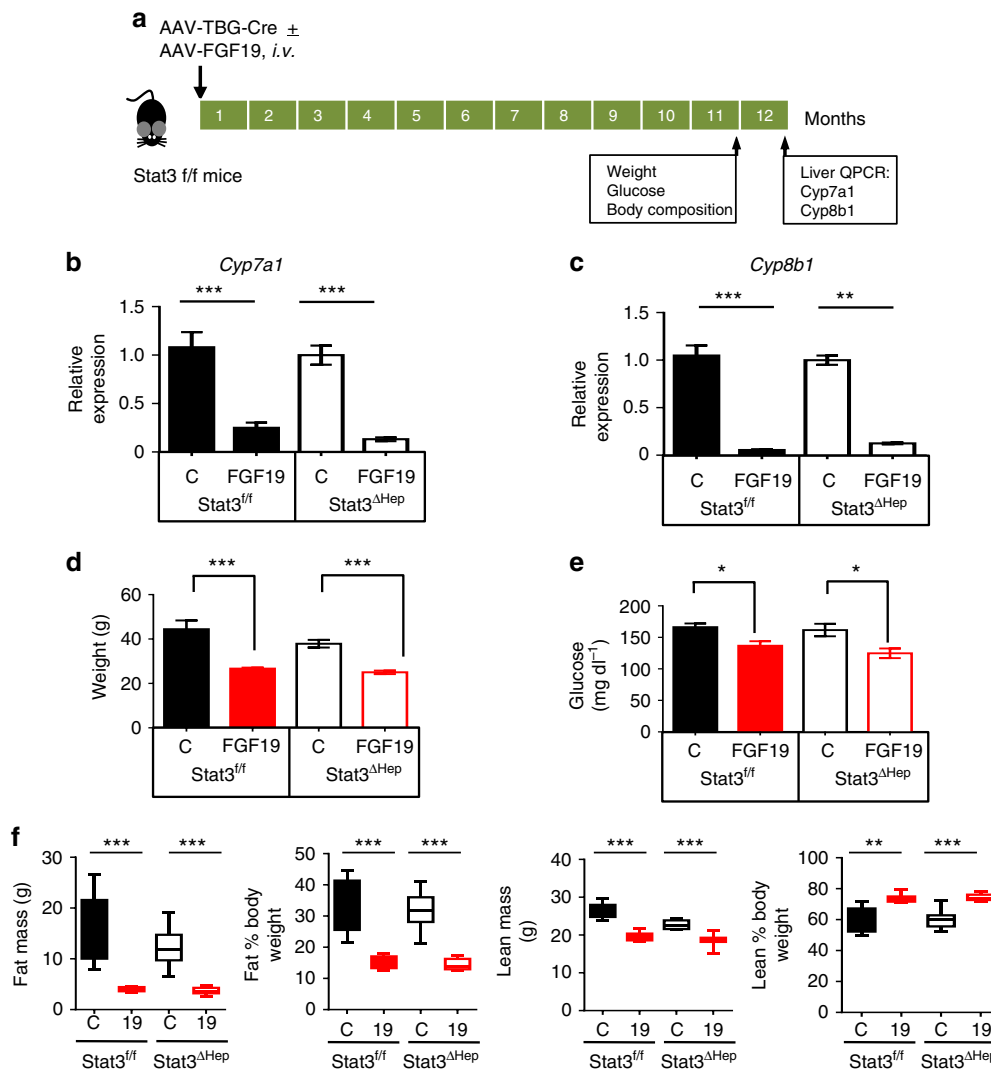 a
AAV-TBG-Cre ±
AAV-FGF19, i.v.
1 2 3 4 5 6 7 8 9 10 11 12 Months
Stat3 f/f mice
Weight
Glucose
Body composition
Liver QPCR:
Cyp7a1
Cyp8b1
b
Cyp7a1
*** ***
Relative
expression
1.5
1.0
0.5
0
C FGF19 C FGF19
Stat3f/f Stat3ΔHep
c
Cyp8b1
*** **
Relative
expression
1.5
1.0
0.5
0
C FGF19 C FGF19
Stat3f/f Stat3ΔHep
d
*** ***
Weight (g)
60
40
20
0
C FGF19 C FGF19
Stat3f/f Stat3ΔHep
e
* *
Glucose
(mg dl−1)
200
150
100
50
0
C FGF19 C FGF19
Stat3f/f Stat3ΔHep
f
*** ***
Fat mass (g)
30
20
10
0
C 19 C 19
Stat3f/f Stat3ΔHep
*** ***
Fat % body
weight
50
40
30
20
10
0
C 19 C 19
Stat3f/f Stat3ΔHep
*** ***
Lean mass
(g)
40
30
20
10
0
C 19 C 19
Stat3f/f Stat3ΔHep
** ***
Lean % body
weight
100
80
60
40
20
0
C 19 C 19
Stat3f/f Stat3ΔHep